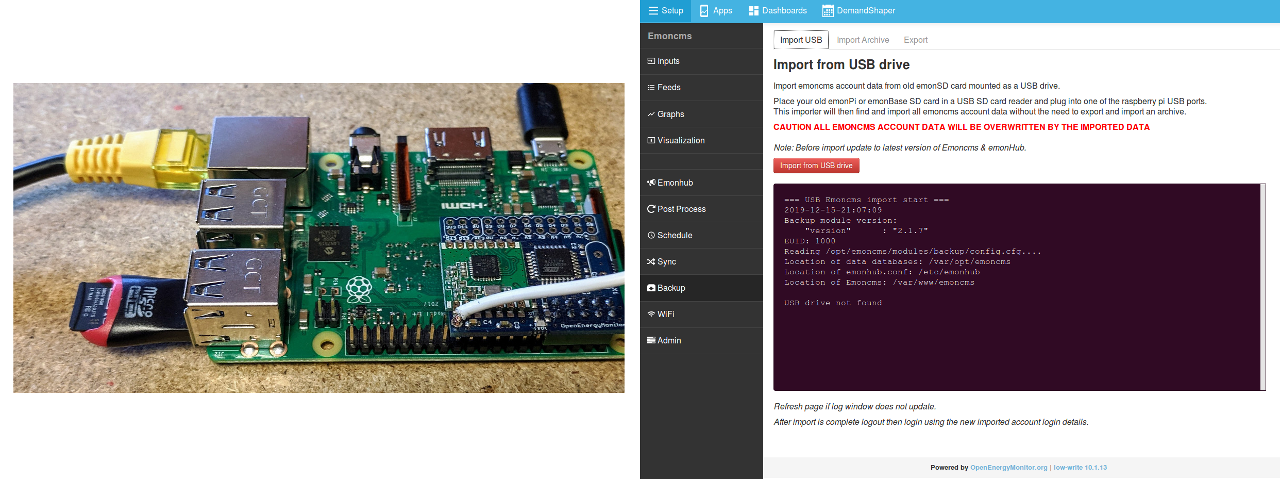 GCT
GCT
micro
HDMI
C4
OpenEnergyMonitor
Setup
Apps
Dashboards
DemandShaper
Emoncms
Inputs
Feeds
Graphs
Visualization
Emonhub
Post Process
Schedule
Sync
Backup
WiFi
Admin
Import USB
Import Archive
Export
Import from USB drive
Import emoncms account data from old emonSD card mounted as a USB drive.
Place your old emonPi or emonBase SD card in a USB SD card reader and plug into one of the raspberry pi USB ports.
This importer will then find and import all emoncms account data without the need to export and import an archive.
CAUTION ALL EMONCMS ACCOUNT DATA WILL BE OVERWRITTEN BY THE IMPORTED DATA
Note: Before import update to latest version of Emoncms & emonHub.
Import from USB drive
=== USB Emoncms import start ===
2019-12-15-21:07:09
Backup module version:
"version" : "2.1.7"
EUID: 1000
Reading /opt/emoncms/modules/backup/config.cfg....
Location of data databases: /var/opt/emoncms
Location of emonhub.conf: /etc/emonhub
Location of Emoncms: /var/www/emoncms
USB drive not found
Refresh page if log window does not update.
After import is complete logout then login using the new imported account login details.
Powered by OpenEnergyMonitor.org | low-write 10.1.13